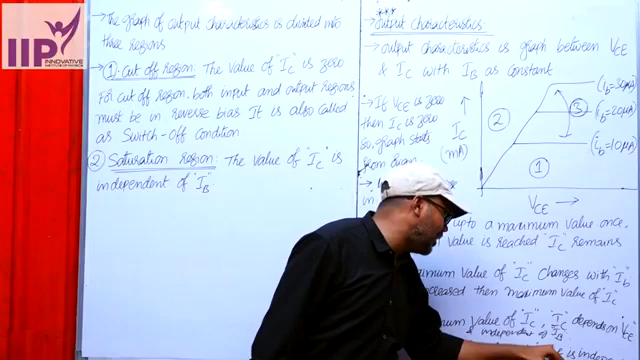 IIP
INNOVATIVE
INSTITUTE OF PHYSICS
→ The graph of output characteristics is divided into
three regions
→ ① Cut off Region: The value of "IC" is zero
For cut off region both input and output regions
must be in reverse bias It is also called
as Switch-off Condition
② Saturation Region: The value of "IC" is
independent of "IB"
***
Output Characteristics
→ Output characteristics is graph between VCE
& IC with IB as constant
→ If VCE is zero
then IC is zero
so, graph
from
in
↑
IC
(mA)
②
③
①
(ib=30μA)
ib=20μA)
(ib=10μA)
VCE →
upto a maximum value once,
value is reached "IC" remains
value of "IC" changes with "Ib"
then maximum value of "IC"
value of "IC", "IC" depends on "VCE"
is independent of IB
is